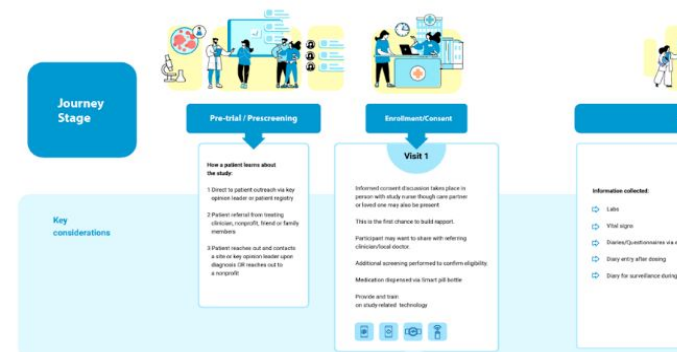 Journey
Stage
Pre-trial / Prescreening
Enrollment/Consent
Visit 1
How a patient learns about
the study:
1 Direct to patient outreach via key
opinion leader or patient registry
2 Patient referral from treating
clinician, nonprofit, friend or family
members
3 Patient reaches out and contacts
a site or key opinion leader upon
diagnosis OR reaches out to
a nonprofit
Informed consent discussion takes place in
person with study nurse though care partner
or loved one may also be present
This is the first chance to build rapport.
Participant may want to share with referring
clinician/local doctor.
Additional screening performed to confirm eligibility.
Medication dispensed via Smart pill bottle
Provide and train
on study-related technology
Information collected:
Labs
Vital signs
Diaries/Questionnaires via
Diary entry after dosing
Diary for surveillance during
Key
considerations